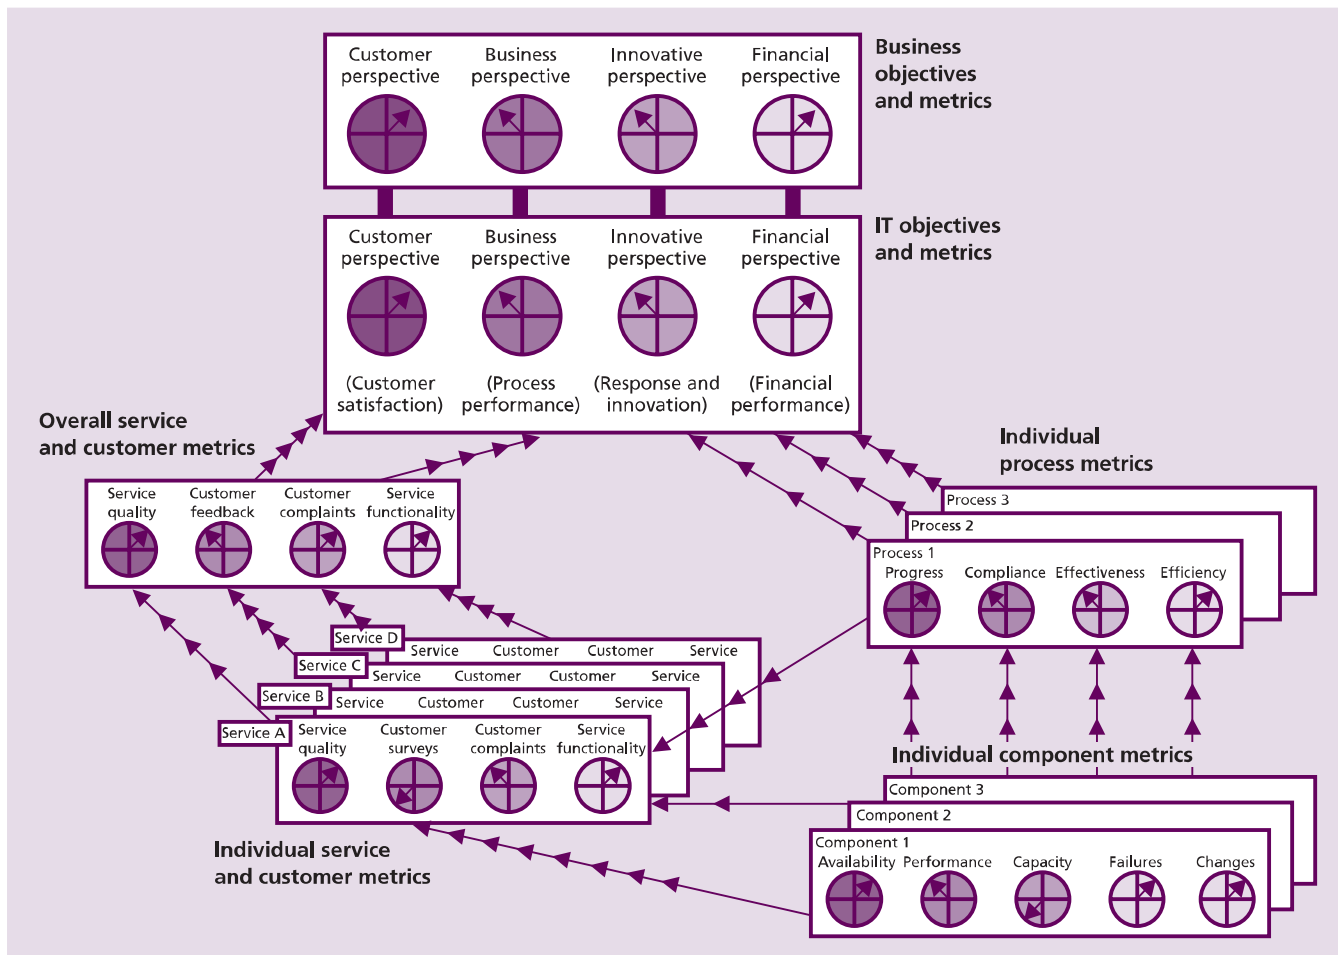 Customer perspective
Business perspective
Innovative perspective
Financial perspective
Business objectives and metrics
Customer perspective
Business perspective
Innovative perspective
Financial perspective
IT objectives and metrics
(Customer satisfaction)
(Process performance)
(Response and innovation)
(Financial performance)
Overall service and customer metrics
Service quality
Customer feedback
Customer complaints
Service functionality
Individual process metrics
Process 3
Process 2
Process 1
Progress
Compliance
Effectiveness
Efficiency
Service D
Service
Customer
Customer
Service
Service C
Service
Customer
Customer
Service
Service B
Service
Customer
Customer
Service
Service A
Service quality
Customer surveys
Customer complaints
Service functionality
Individual service and customer metrics
Individual component metrics
Component 3
Component 2
Component 1
Availability
Performance
Capacity
Failures
Changes